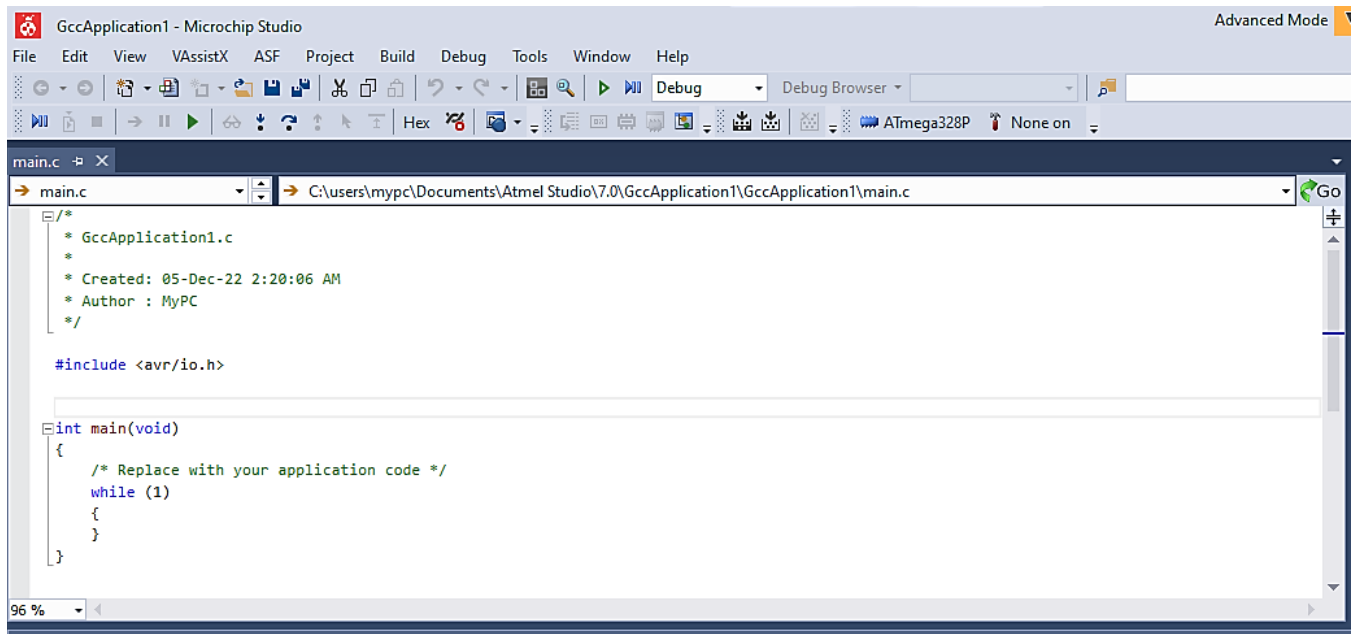 GccApplication1 - Microchip Studio
Advanced Mode
File Edit View VAssistX ASF Project Build Debug Tools Window Help
Debug Debug Browser
Hex ATmega328P None on
main.c
main.c C:\users\mypc\Documents\Atmel Studio\7.0\GccApplication1\GccApplication1\main.c Go
/*
* GccApplication1.c
*
* Created: 05-Dec-22 2:20:06 AM
* Author : MyPC
*/
#include <avr/io.h>
int main(void)
{
/* Replace with your application code */
while (1)
{
}
}
96 %